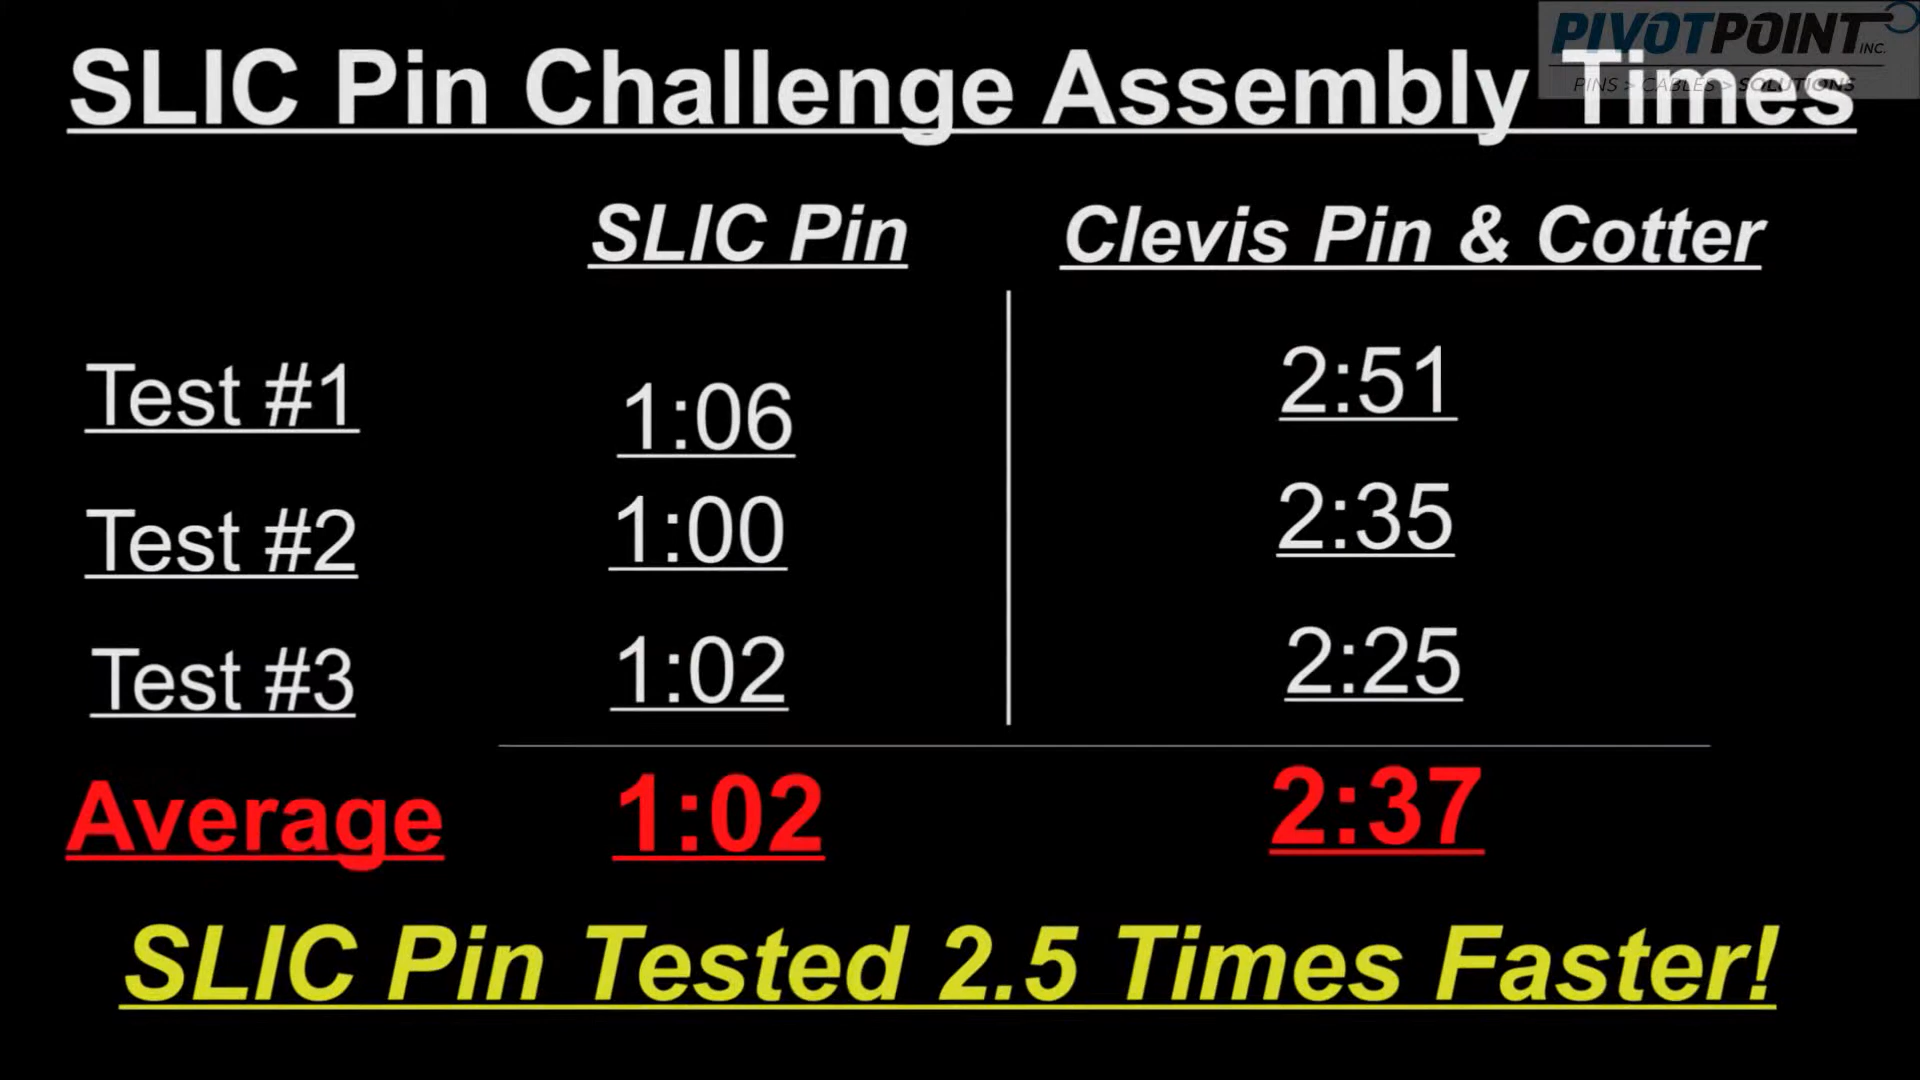 PIVOTPOINT INC.
PINS > CABLES > SOLUTIONS
SLIC Pin Challenge Assembly Times
SLIC Pin Clevis Pin & Cotter
Test #1 1:06 2:51
Test #2 1:00 2:35
Test #3 1:02 2:25
Average 1:02 2:37
SLIC Pin Tested 2.5 Times Faster!